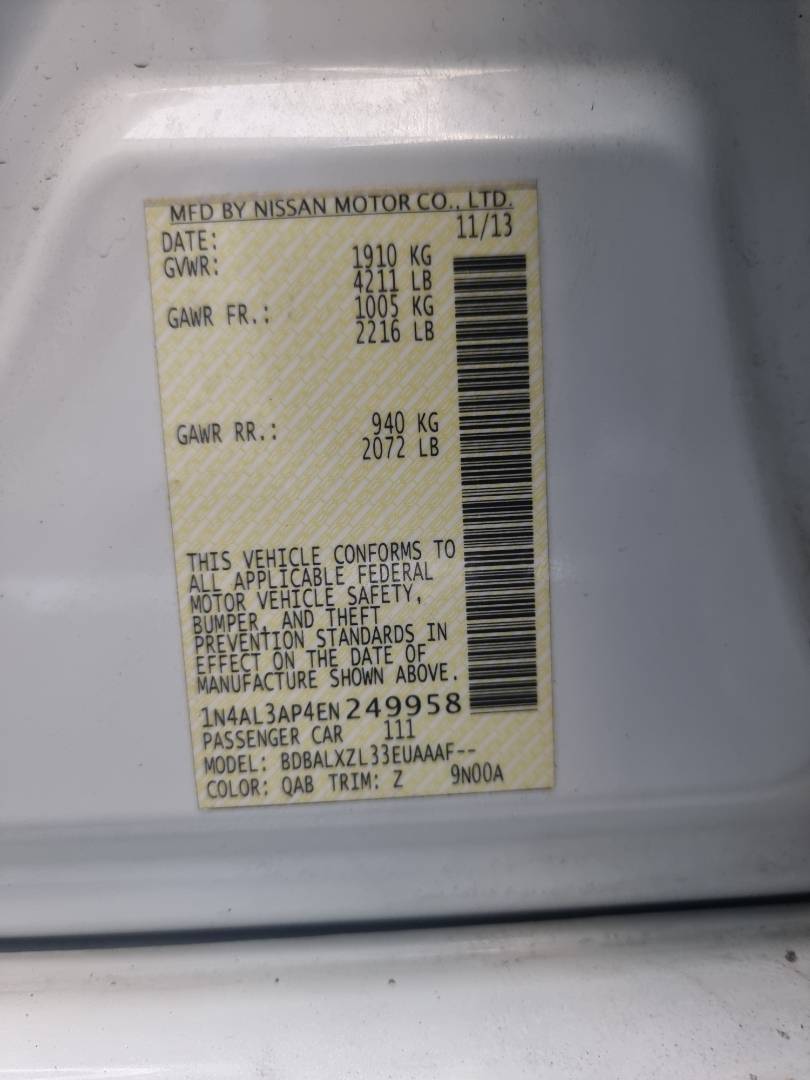 MFD BY NISSAN MOTOR CO., LTD.
DATE: 11/13
GVWR: 1910 KG
4211 LB
GAWR FR.: 1005 KG
2216 LB
GAWR RR.: 940 KG
2072 LB
THIS VEHICLE CONFORMS TO
ALL APPLICABLE FEDERAL
MOTOR VEHICLE SAFETY,
BUMPER, AND THEFT
PREVENTION STANDARDS IN
EFFECT ON THE DATE OF
MANUFACTURE SHOWN ABOVE.
1N4AL3AP4EN249958
PASSENGER CAR 111
MODEL: BDBALXZL33EUAAAF--
COLOR: QAB TRIM: Z 9N00A